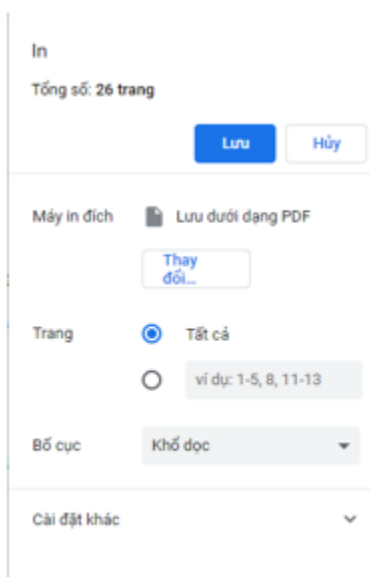 In
Tổng số: 26 trang
Lưu
Hủy
Máy in đích
Lưu dưới dạng PDF
Thay
đổi...
Trang
Tất cả
ví dụ: 1-5, 8, 11-13
Bố cục
Khổ dọc
Cài đặt khác